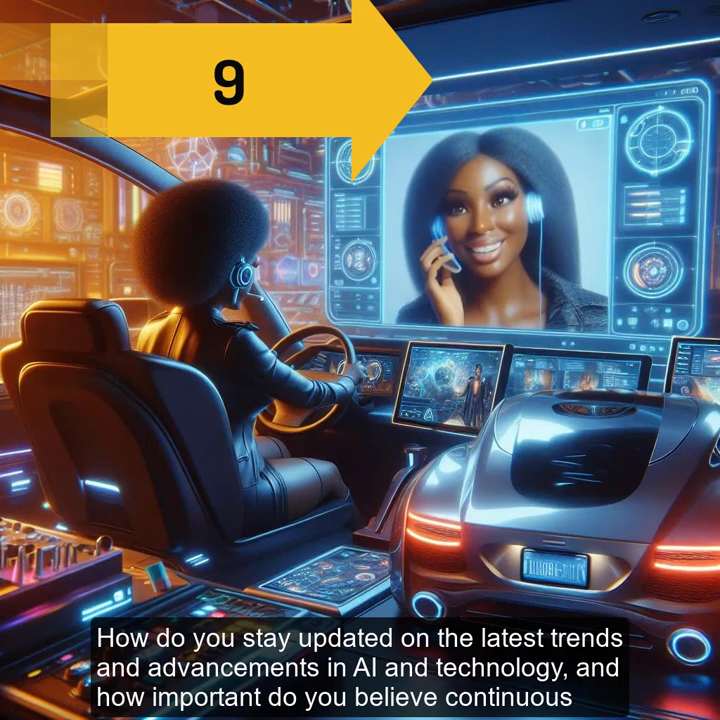 9
How do you stay updated on the latest trends
and advancements in AI and technology, and
how important do you believe continuous